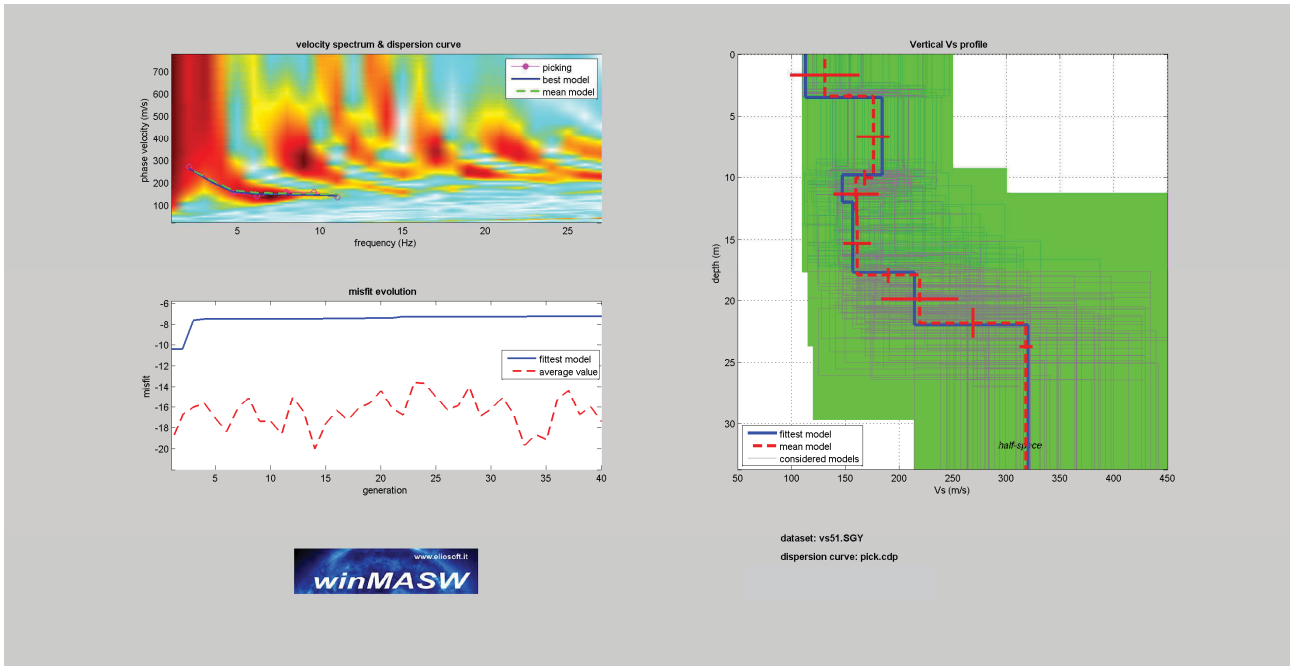 velocity spectrum & dispersion curve
700
600
500
400
300
200
100
phase velocity (m/s)
picking
best model
mean model
5
10
15
20
25
frequency (Hz)
misfit evolution
-6
-8
-10
-12
-14
-16
-18
-20
misfit
fittest model
average value
5
10
15
20
25
30
35
40
generation
www.eliosoft.it
winMASW
Vertical Vs profile
0
5
10
15
20
25
30
depth (m)
half-space
fittest model
mean model
considered models
50
100
150
200
250
300
350
400
450
Vs (m/s)
dataset: vs51.SGY
dispersion curve: pick.cdp